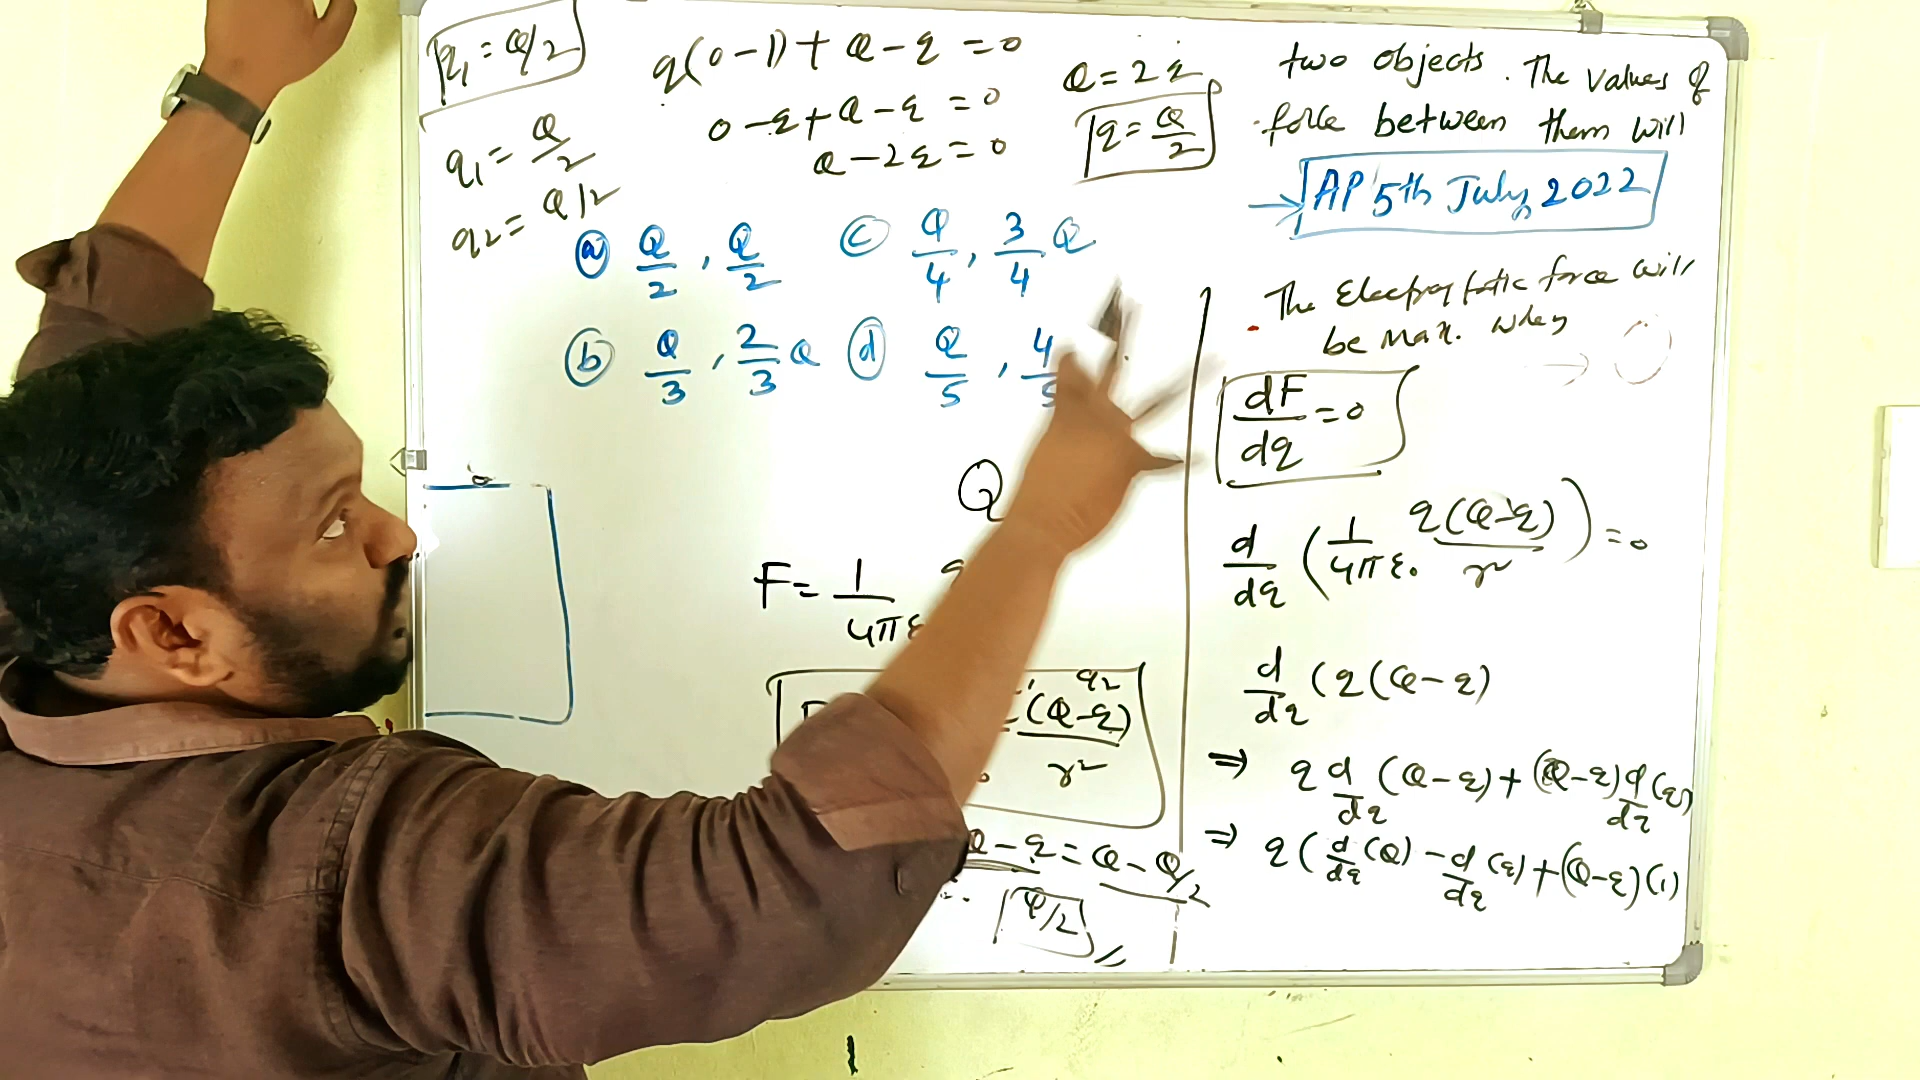 q₁ = Q/2
q₁ = Q/2
q₂ = Q/2
q(0-1) + Q - q = 0
0 - q + Q - q = 0
Q - 2q = 0
Q = 2q
q = Q/2
two objects. The values of
force between them will
→ AP 5th July, 2022
(a) Q/2, Q/2
(c) Q/4, 3/4 Q
(b) Q/3, 2/3 Q
(d) Q/5, 4/5
Q
F = 1/4πε
(Q-q)
q₂
r²
Q - q = Q - Q/2
Q/2
The Electrostatic force will
be max. when
dF/dq = 0
d/dq (1/4πε₀ q(Q-q)/r²) = 0
d/dq (q(Q-q)
⇒ q d/dq (Q-q) + (Q-q) d/dq (q)
⇒ q (d/dq (Q) - d/dq (q) + (Q-q)(1)